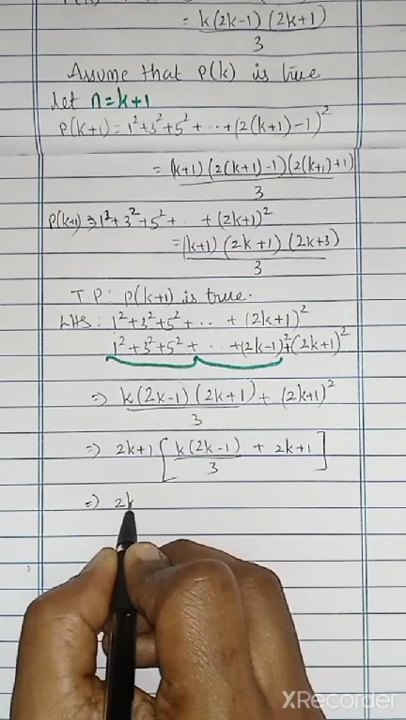 = k(2k-1)(2k+1)
3
Assume that P(k) is true
let n=k+1
P(k+1)=1²+3²+5²+...+(2(k+1)-1)²
= (k+1)(2(k+1)-1)(2(k+1)+1)
3
P(k+1)⇒1²+3²+5²+... +(2k+1)²
=(k+1)(2k+1)(2k+3)
3
T.P: P(k+1) is true.
LHS: 1²+3²+5²+... +(2k+1)²
1²+3²+5²+... +(2k-1)²+(2k+1)²
⇒ k(2k-1)(2k+1) + (2k+1)²
3
⇒ 2k+1[k(2k-1) + 2k+1]
3
⇒ 2k
XRecorder